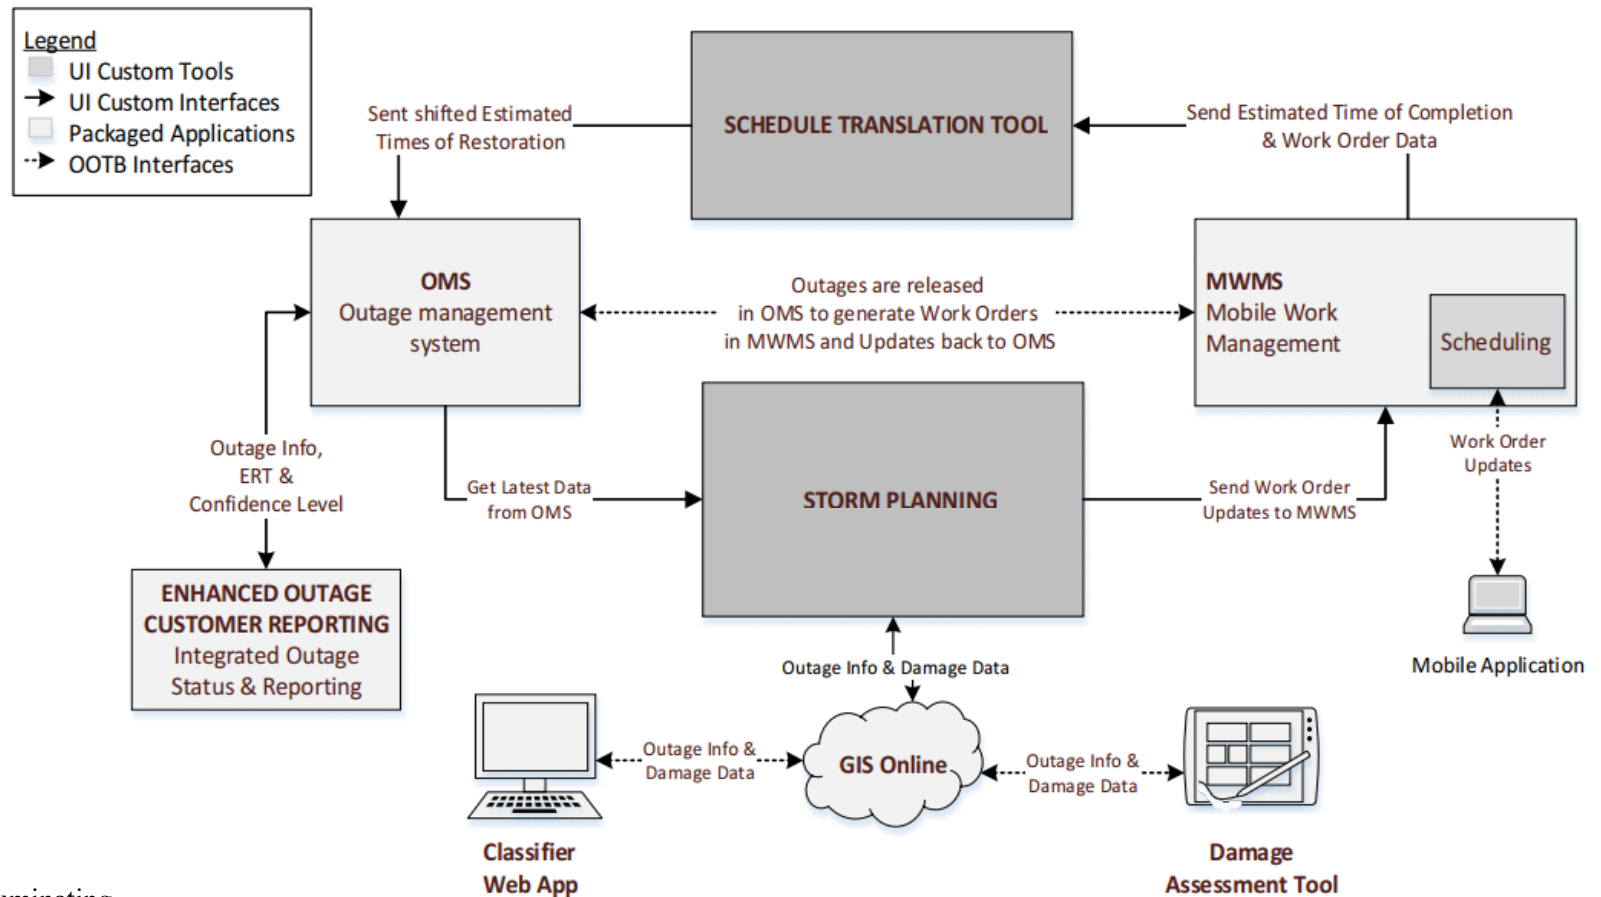 Legend
UI Custom Tools
UI Custom Interfaces
Packaged Applications
OOTB Interfaces
Sent shifted Estimated
Times of Restoration
SCHEDULE TRANSLATION TOOL
Send Estimated Time of Completion
& Work Order Data
OMS
Outage management
system
Outages are released
in OMS to generate Work Orders
in MWMS and Updates back to OMS
MWMS
Mobile Work
Management
Scheduling
Outage Info,
ERT &
Confidence Level
Get Latest Data
from OMS
STORM PLANNING
Send Work Order
Updates to MWMS
Work Order
Updates
ENHANCED OUTAGE
CUSTOMER REPORTING
Integrated Outage
Status & Reporting
Mobile Application
Outage Info & Damage Data
Outage Info &
Damage Data
GIS Online
Outage Info &
Damage Data
Classifier
Web App
Damage
Assessment Tool